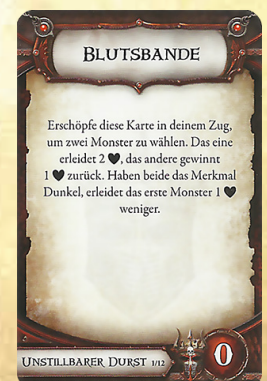 BLUTSBANDE
Erschöpfe diese Karte in deinem Zug,
um zwei Monster zu wählen. Das eine
erleidet 2 ♥, das andere gewinnt
1 ♥ zurück. Haben beide das Merkmal
Dunkel, erleidet das erste Monster 1 ♥
weniger.
UNSTILLBARER DURST 1/12
0